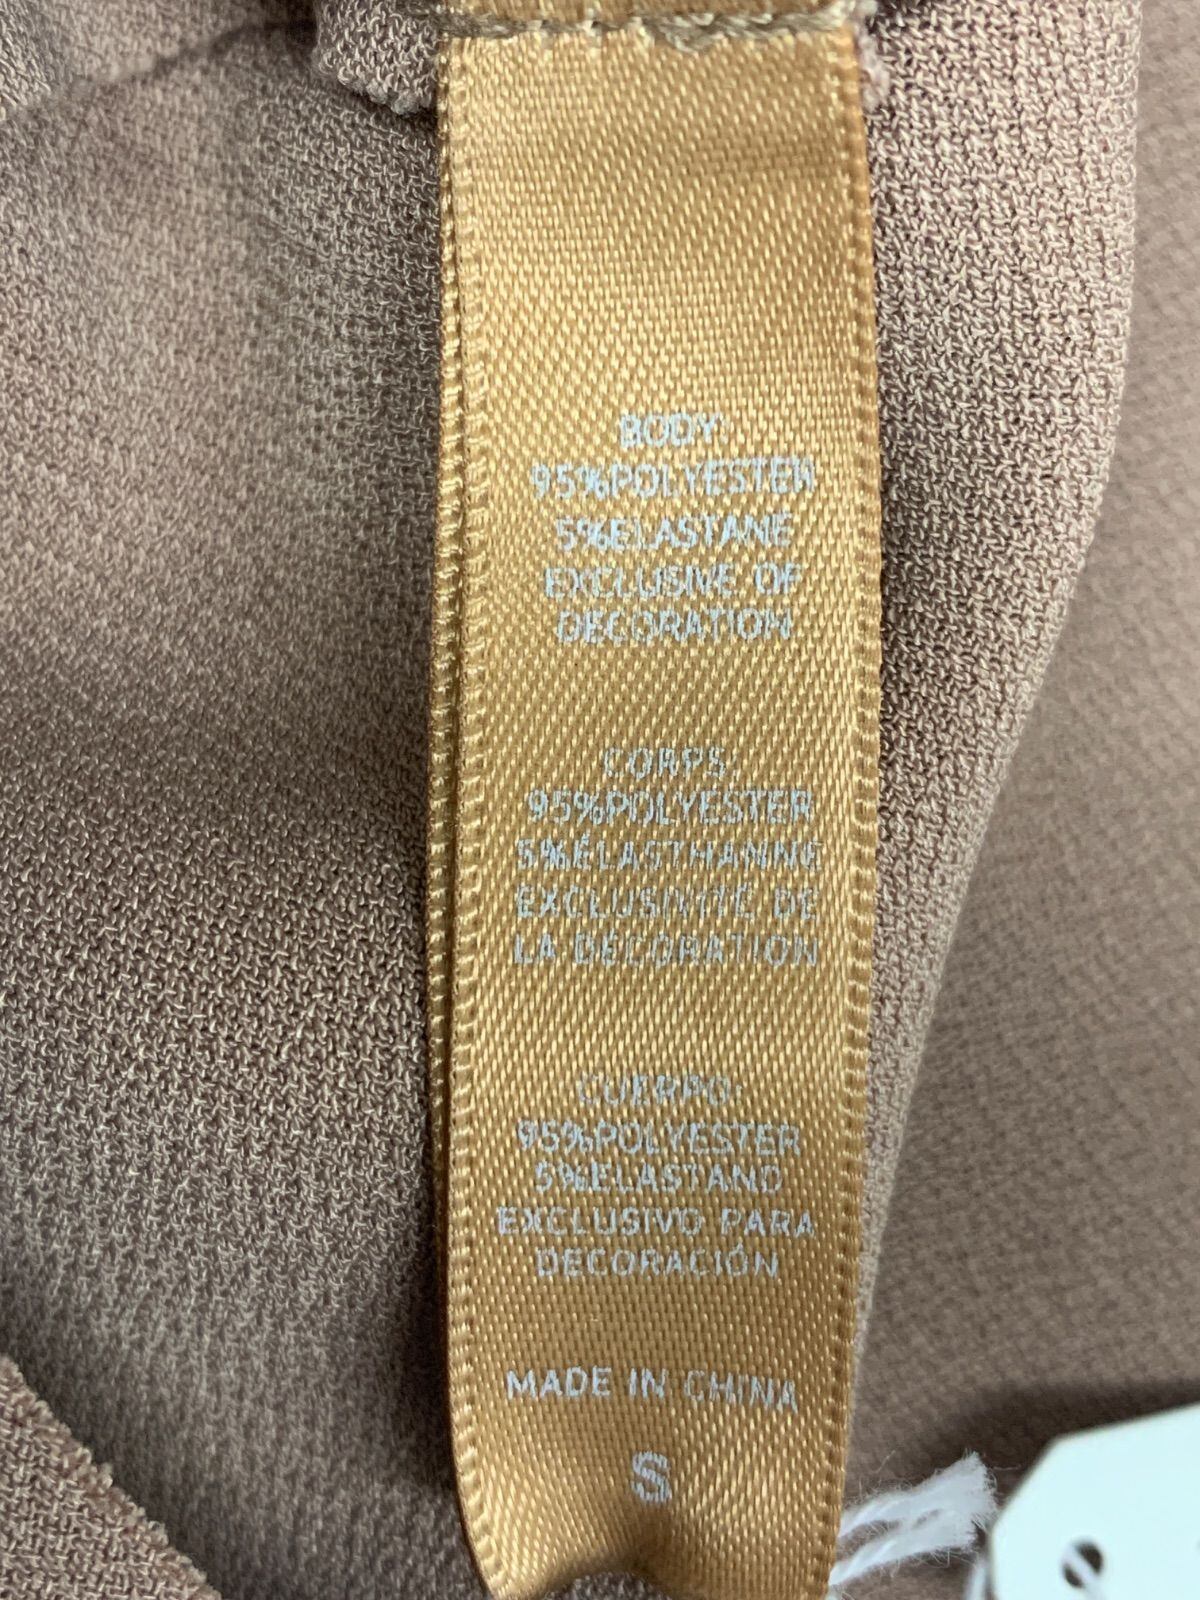 BODY:
95%POLYESTER
5%ELASTANE
EXCLUSIVE OF
DECORATION
CORPS:
95%POLYESTER
5%ÉLASTHANNE
EXCLUSIVITÉ DE
LA DÉCORATION
CUERPO:
95%POLYESTER
5%ELASTANO
EXCLUSIVO PARA
DECORACIÓN
MADE IN CHINA
S